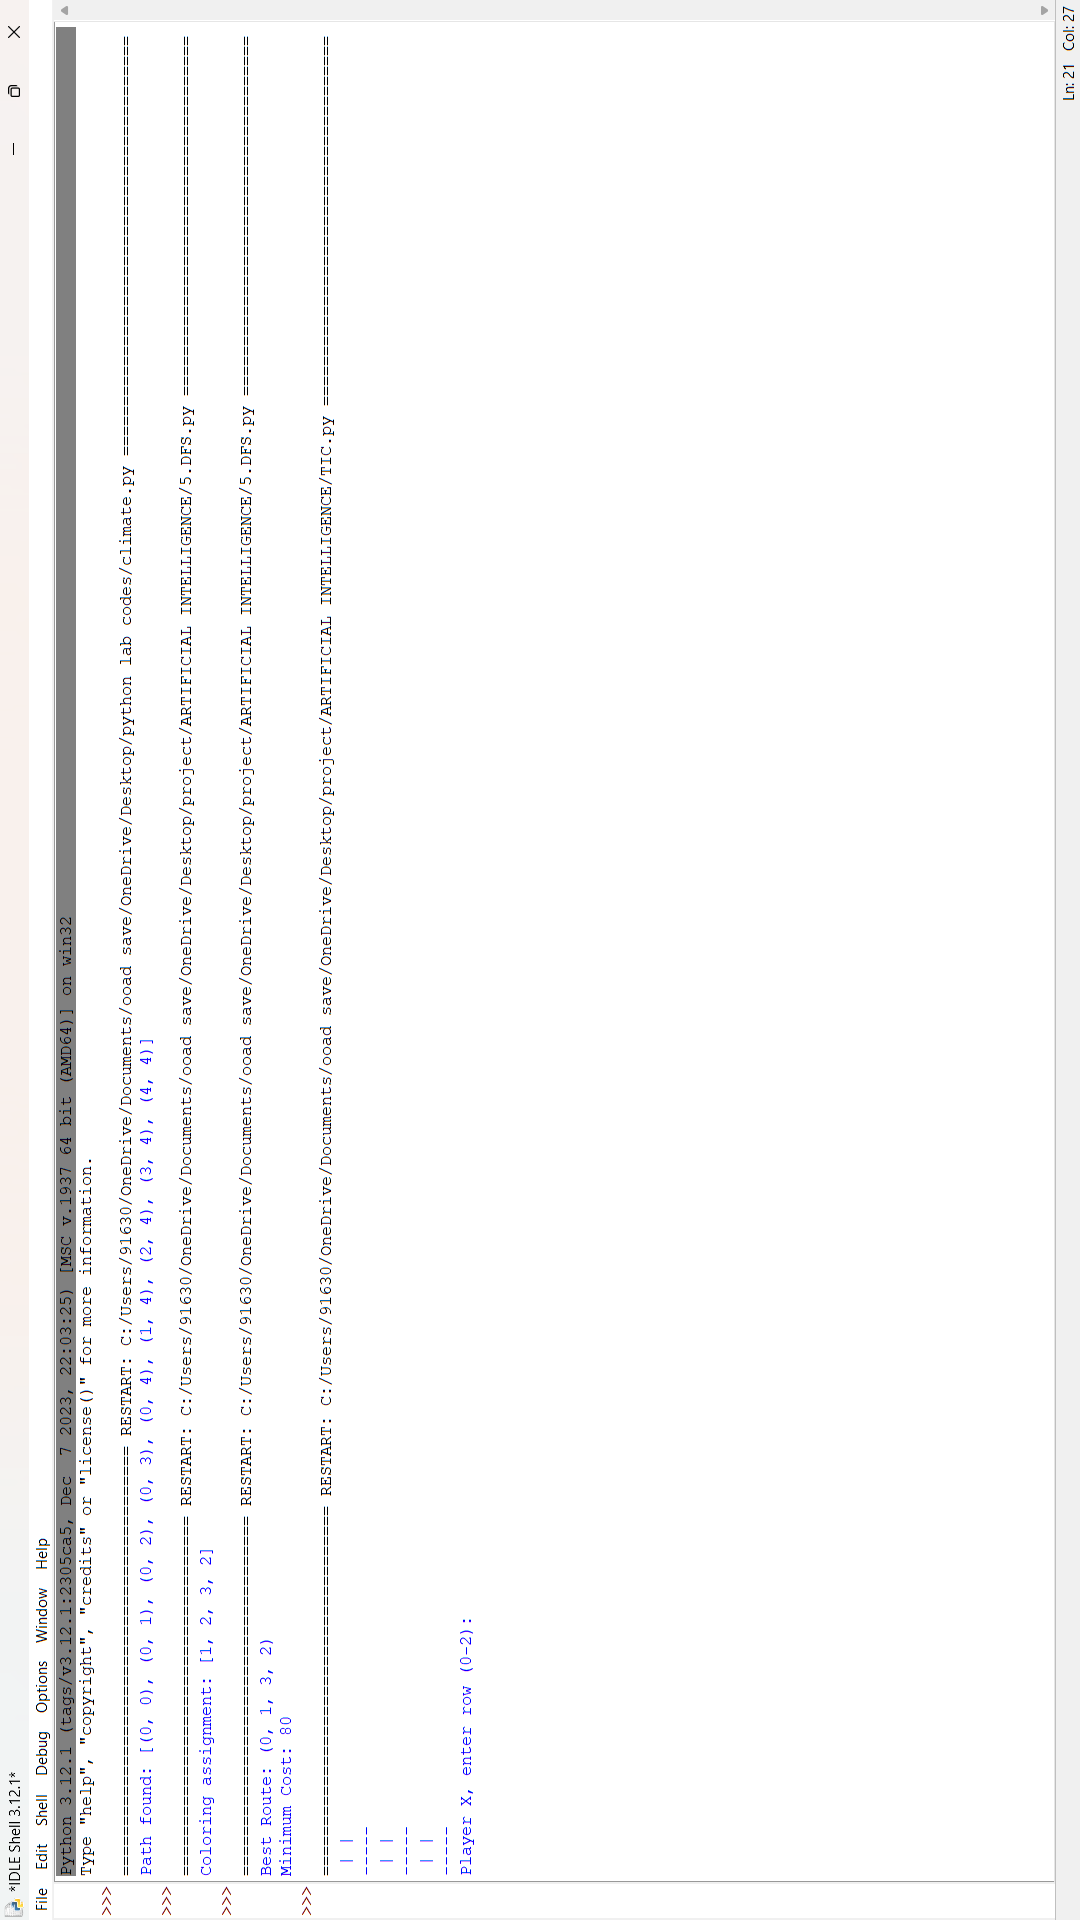 *IDLE Shell 3.12.1*
File Edit Shell Debug Options Window Help
Python 3.12.1 (tags/v3.12.1:2305ca5, Dec  7 2023, 22:03:25) [MSC v.1937 64 bit (AMD64)] on win32
Type "help", "copyright", "credits" or "license()" for more information.
>>>
=========================================== RESTART: C:/Users/91630/OneDrive/Documents/ooad save/OneDrive/Desktop/python lab codes/climate.py ==========================================
Path found: [(0, 0), (0, 1), (0, 2), (0, 3), (0, 4), (1, 4), (2, 4), (3, 4), (4, 4)]
>>>
==================================== RESTART: C:/Users/91630/OneDrive/Documents/ooad save/OneDrive/Desktop/project/ARTIFICIAL INTELLIGENCE/5.DFS.py ====================================
Coloring assignment: [1, 2, 3, 2]
>>>
==================================== RESTART: C:/Users/91630/OneDrive/Documents/ooad save/OneDrive/Desktop/project/ARTIFICIAL INTELLIGENCE/5.DFS.py ====================================
Best Route: (0, 1, 3, 2)
Minimum Cost: 80
>>>
===================================== RESTART: C:/Users/91630/OneDrive/Documents/ooad save/OneDrive/Desktop/project/ARTIFICIAL INTELLIGENCE/TIC.py =====================================
 | |
-----
 | |
-----
 | |
-----
Player X, enter row (0-2):
Ln: 21 Col: 27